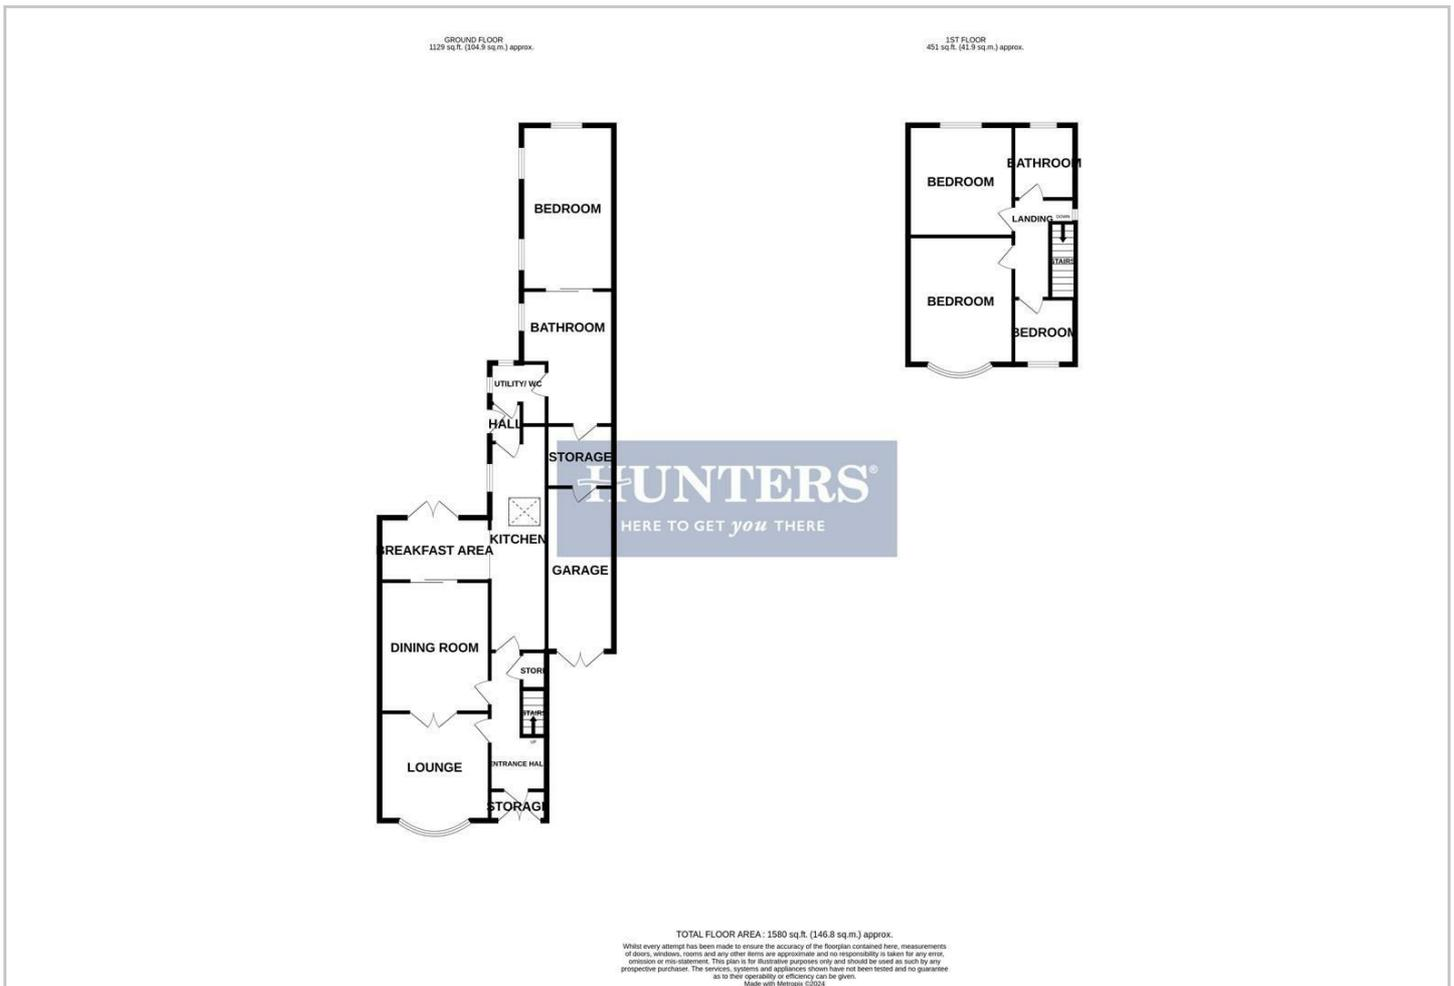 GROUND FLOOR
1129 sq.ft. (104.9 sq.m.) approx.
1ST FLOOR
451 sq.ft. (41.9 sq.m.) approx.
BEDROOM
BATHROOM
UTILITY/ WC
HALL
STORAGE
KITCHEN
BREAKFAST AREA
GARAGE
DINING ROOM
STORE
STAIRS
UP
LOUNGE
ENTRANCE HALL
STORAGE
BEDROOM
BATHROOM
LANDING
DOWN
STAIRS
BEDROOM
BEDROOM
HUNTERS®
HERE TO GET you THERE
TOTAL FLOOR AREA : 1580 sq.ft. (146.8 sq.m.) approx.
Whilst every attempt has been made to ensure the accuracy of the floorplan contained here, measurements
of doors, windows, rooms and any other items are approximate and no responsibility is taken for any error,
omission or mis-statement. This plan is for illustrative purposes only and should be used as such by any
prospective purchaser. The services, systems and appliances shown have not been tested and no guarantee
as to their operability or efficiency can be given.
Made with Metropix ©2024